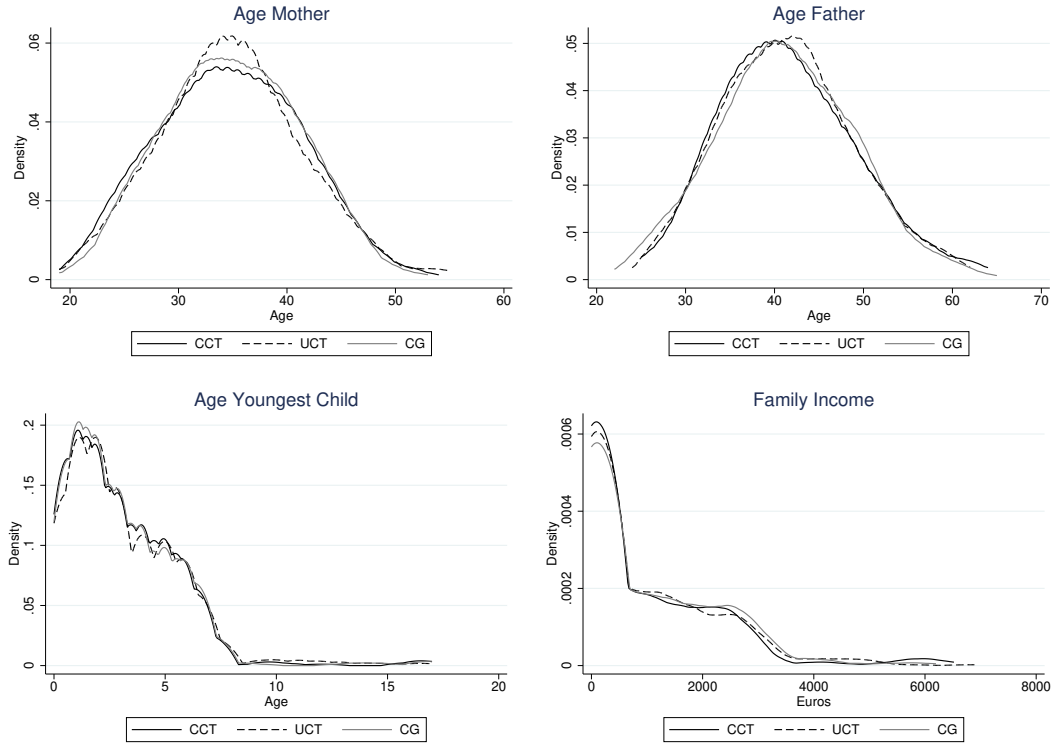 Age Mother
Density
0
.02
.04
.06
20 30 40 50 60
Age
CCT UCT CG
Age Father
Density
0
.01
.02
.03
.04
.05
20 30 40 50 60 70
Age
CCT UCT CG
Age Youngest Child
Density
0
.05
.1
.15
.2
0 5 10 15 20
Age
CCT UCT CG
Family Income
Density
0
.0002
.0004
.0006
0 2000 4000 6000 8000
Euros
CCT UCT CG